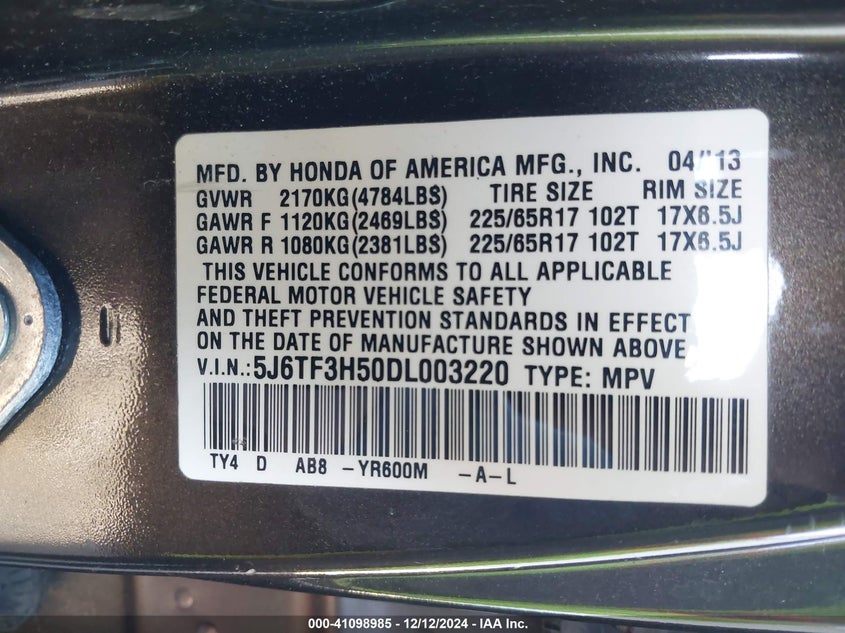 MFD. BY HONDA OF AMERICA MFG., INC. 04/'13
GVWR 2170KG(4784LBS) TIRE SIZE RIM SIZE
GAWR F 1120KG(2469LBS) 225/65R17 102T 17X6.5J
GAWR R 1080KG(2381LBS) 225/65R17 102T 17X6.5J
THIS VEHICLE CONFORMS TO ALL APPLICABLE
FEDERAL MOTOR VEHICLE SAFETY
AND THEFT PREVENTION STANDARDS IN EFFECT
ON THE DATE OF MANUFACTURE SHOWN ABOVE
V.I.N.:5J6TF3H50DL003220 TYPE: MPV
TY4 D AB8 -YR600M -A-L
000-41098985 - 12/12/2024 - IAA Inc.